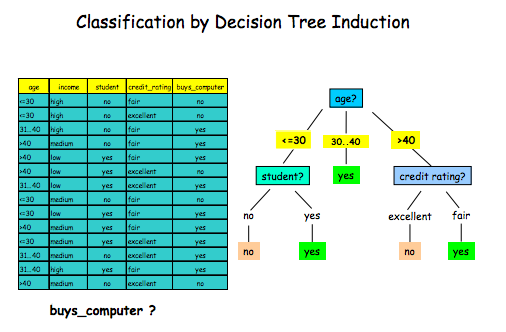 Classification by Decision Tree Induction
age income student credit_rating buys_computer
<=30 high no fair no
<=30 high no excellent no
31…40 high no fair yes
>40 medium no fair yes
>40 low yes fair yes
>40 low yes excellent no
31…40 low yes excellent yes
<=30 medium no fair no
<=30 low yes fair yes
>40 medium yes fair yes
<=30 medium yes excellent yes
31…40 medium no excellent yes
31…40 high yes fair yes
>40 medium no excellent no
buys_computer ?
age?
<=30 30..40 >40
student? yes credit rating?
no yes excellent fair
no yes no yes